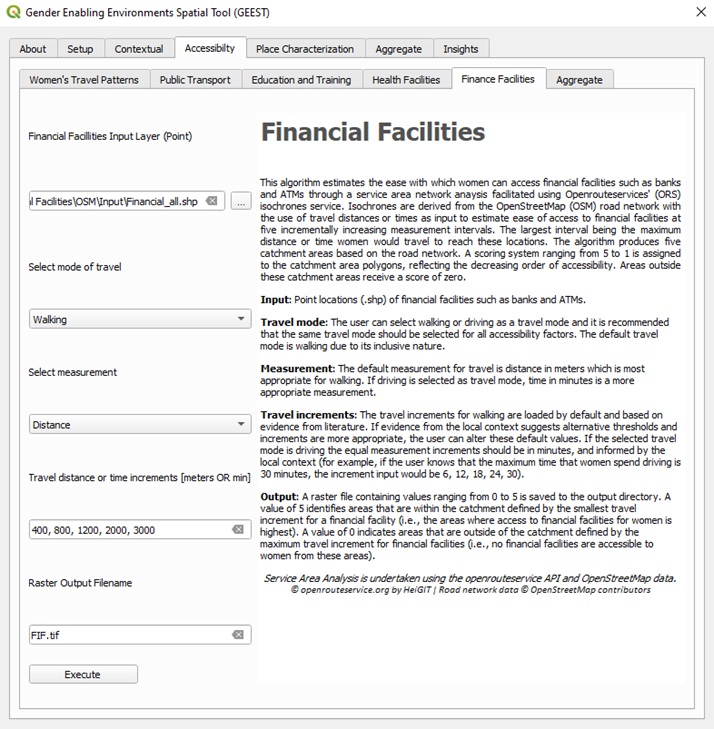 Gender Enabling Environments Spatial Tool (GEEST)
About Setup Contextual Accessibilty Place Characterization Aggregate Insights
Women's Travel Patterns Public Transport Education and Training Health Facilities Finance Facilities Aggregate
Financial Facillities Input Layer (Point)
l Facilities\OSM\Input\Financial_all.shp
...
Select mode of travel
Walking
Select measurement
Distance
Travel distance or time increments [meters OR min]
400, 800, 1200, 2000, 3000
Raster Output Filename
FIF.tif
Execute
Financial Facilities
This algorithm estimates the ease with which women can access financial facilities such as banks
and ATMs through a service area network anaysis facilitated using Openrouteservices' (ORS)
isochrones service. Isochrones are derived from the OpenStreetMap (OSM) road network with
the use of travel distances or times as input to estimate ease of access to financial facilities at
five incrementally increasing measurement intervals. The largest interval being the maximum
distance or time women would travel to reach these locations. The algorithm produces five
catchment areas based on the road network. A scoring system ranging from 5 to 1 is assigned
to the catchment area polygons, reflecting the decreasing order of accessibility. Areas outside
these catchment areas receive a score of zero.
Input: Point locations (.shp) of financial facilities such as banks and ATMs.
Travel mode: The user can select walking or driving as a travel mode and it is recommended
that the same travel mode should be selected for all accessibility factors. The default travel
mode is walking due to its inclusive nature.
Measurement: The default measurement for travel is distance in meters which is most
appropriate for walking. If driving is selected as travel mode, time in minutes is a more
appropriate measurement.
Travel increments: The travel increments for walking are loaded by default and based on
evidence from literature. If evidence from the local context suggests alternative thresholds and
increments are more appropriate, the user can alter these default values. If the selected travel
mode is driving the equal measurement increments should be in minutes, and informed by the
local context (for example, if the user knows that the maximum time that women spend driving is
30 minutes, the increment input would be 6, 12, 18, 24, 30).
Output: A raster file containing values ranging from 0 to 5 is saved to the output directory. A
value of 5 identifies areas that are within the catchment defined by the smallest travel
increment for a financial facility (i.e., the areas where access to financial facilities for women is
highest). A value of 0 indicates areas that are outside of the catchment defined by the
maximum travel increment for financial facilities (i.e., no financial facilities are accessible to
women from these areas).
Service Area Analysis is undertaken using the openrouteservice API and OpenStreetMap data.
© openrouteservice.org by HeiGIT | Road network data © OpenStreetMap contributors